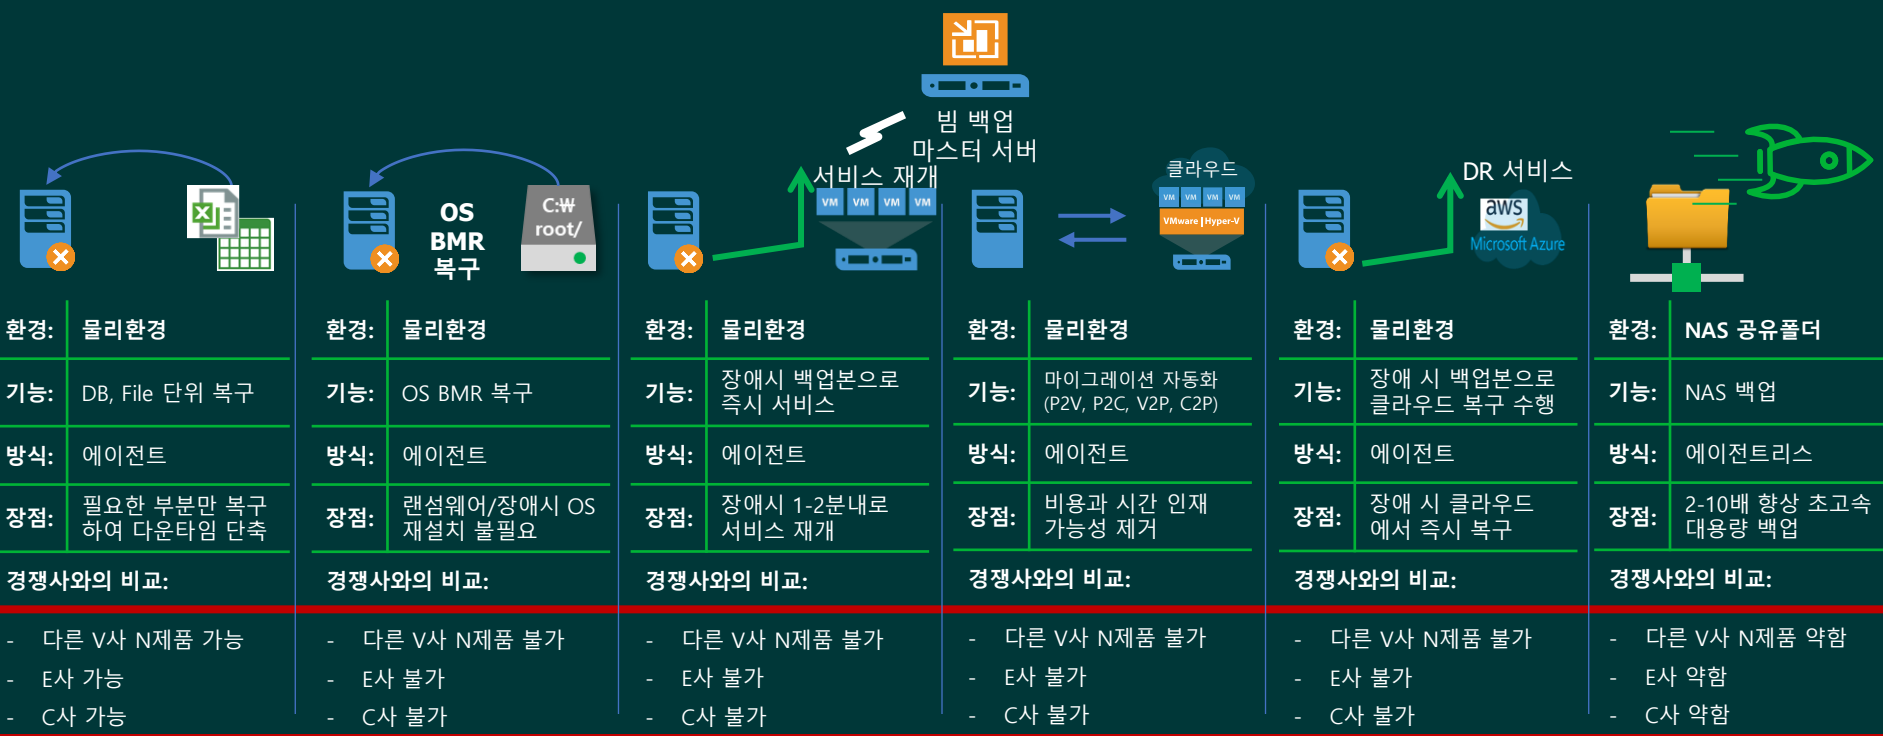 빔 백업
마스터 서버
OS
BMR
복구
C:₩
root/
서비스 재개
VM VM VM VM
클라우드
VM VM VM VM
VMware | Hyper-V
DR 서비스
aws
Microsoft Azure
환경: 물리환경
기능: DB, File 단위 복구
방식: 에이전트
장점: 필요한 부분만 복구
하여 다운타임 단축
경쟁사와의 비교:
- 다른 V사 N제품 가능
- E사 가능
- C사 가능
환경: 물리환경
기능: OS BMR 복구
방식: 에이전트
장점: 랜섬웨어/장애시 OS
재설치 불필요
경쟁사와의 비교:
- 다른 V사 N제품 불가
- E사 불가
- C사 불가
환경: 물리환경
기능: 장애시 백업본으로
즉시 서비스
방식: 에이전트
장점: 장애시 1-2분내로
서비스 재개
경쟁사와의 비교:
- 다른 V사 N제품 불가
- E사 불가
- C사 불가
환경: 물리환경
기능: 마이그레이션 자동화
(P2V, P2C, V2P, C2P)
방식: 에이전트
장점: 비용과 시간 인재
가능성 제거
경쟁사와의 비교:
- 다른 V사 N제품 불가
- E사 불가
- C사 불가
환경: 물리환경
기능: 장애 시 백업본으로
클라우드 복구 수행
방식: 에이전트
장점: 장애 시 클라우드
에서 즉시 복구
경쟁사와의 비교:
- 다른 V사 N제품 불가
- E사 불가
- C사 불가
환경: NAS 공유폴더
기능: NAS 백업
방식: 에이전트리스
장점: 2-10배 향상 초고속
대용량 백업
경쟁사와의 비교:
- 다른 V사 N제품 약함
- E사 약함
- C사 약함